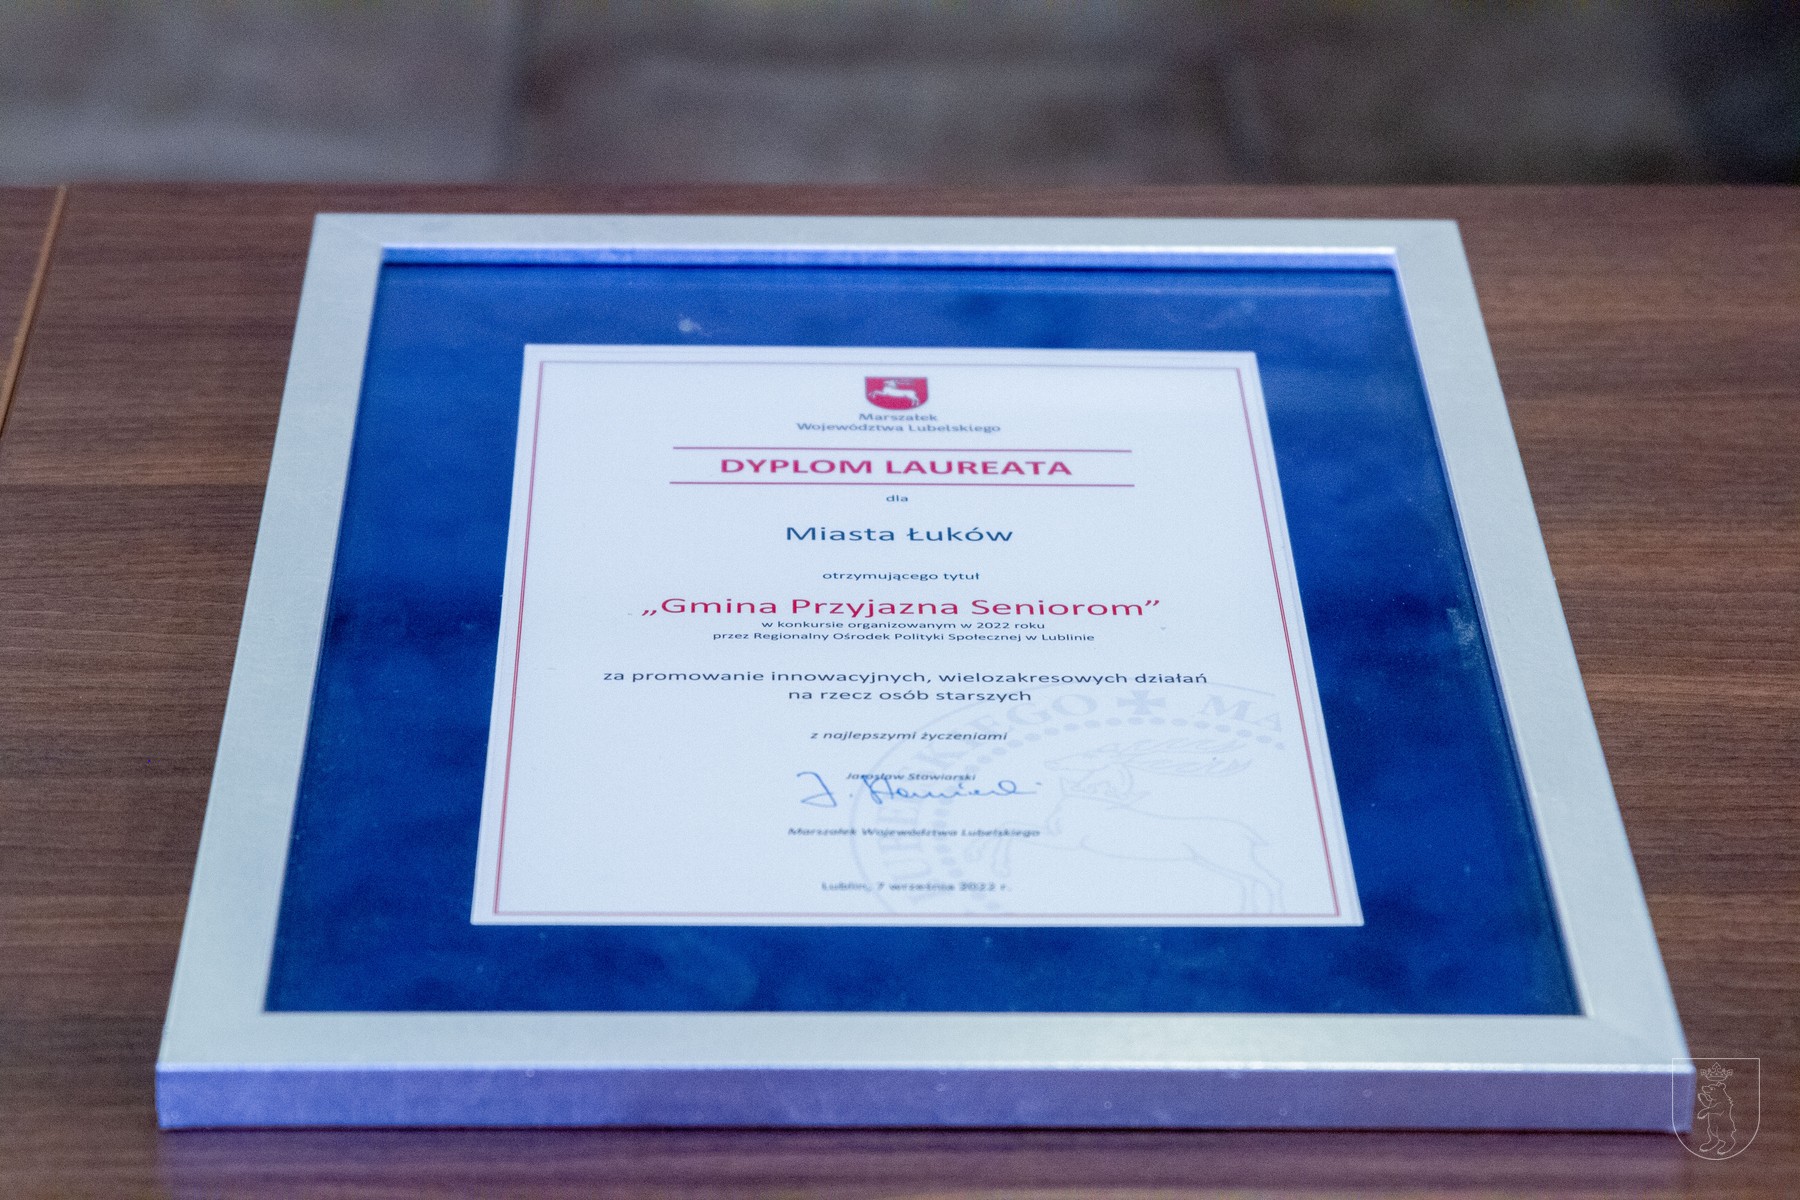 Marszałek
Województwa Lubelskiego
DYPLOM LAUREATA
dla
Miasta Łuków
otrzymującego tytuł
„Gmina Przyjazna Seniorom”
w konkursie organizowanym w 2022 roku
przez Regionalny Ośrodek Polityki Społecznej w Lublinie
za promowanie innowacyjnych, wielozakresowych działań
na rzecz osób starszych
z najlepszymi życzeniami
Jarosław Stawiarski
Marszałek Województwa Lubelskiego
Lublin, 7 września 2022 r.